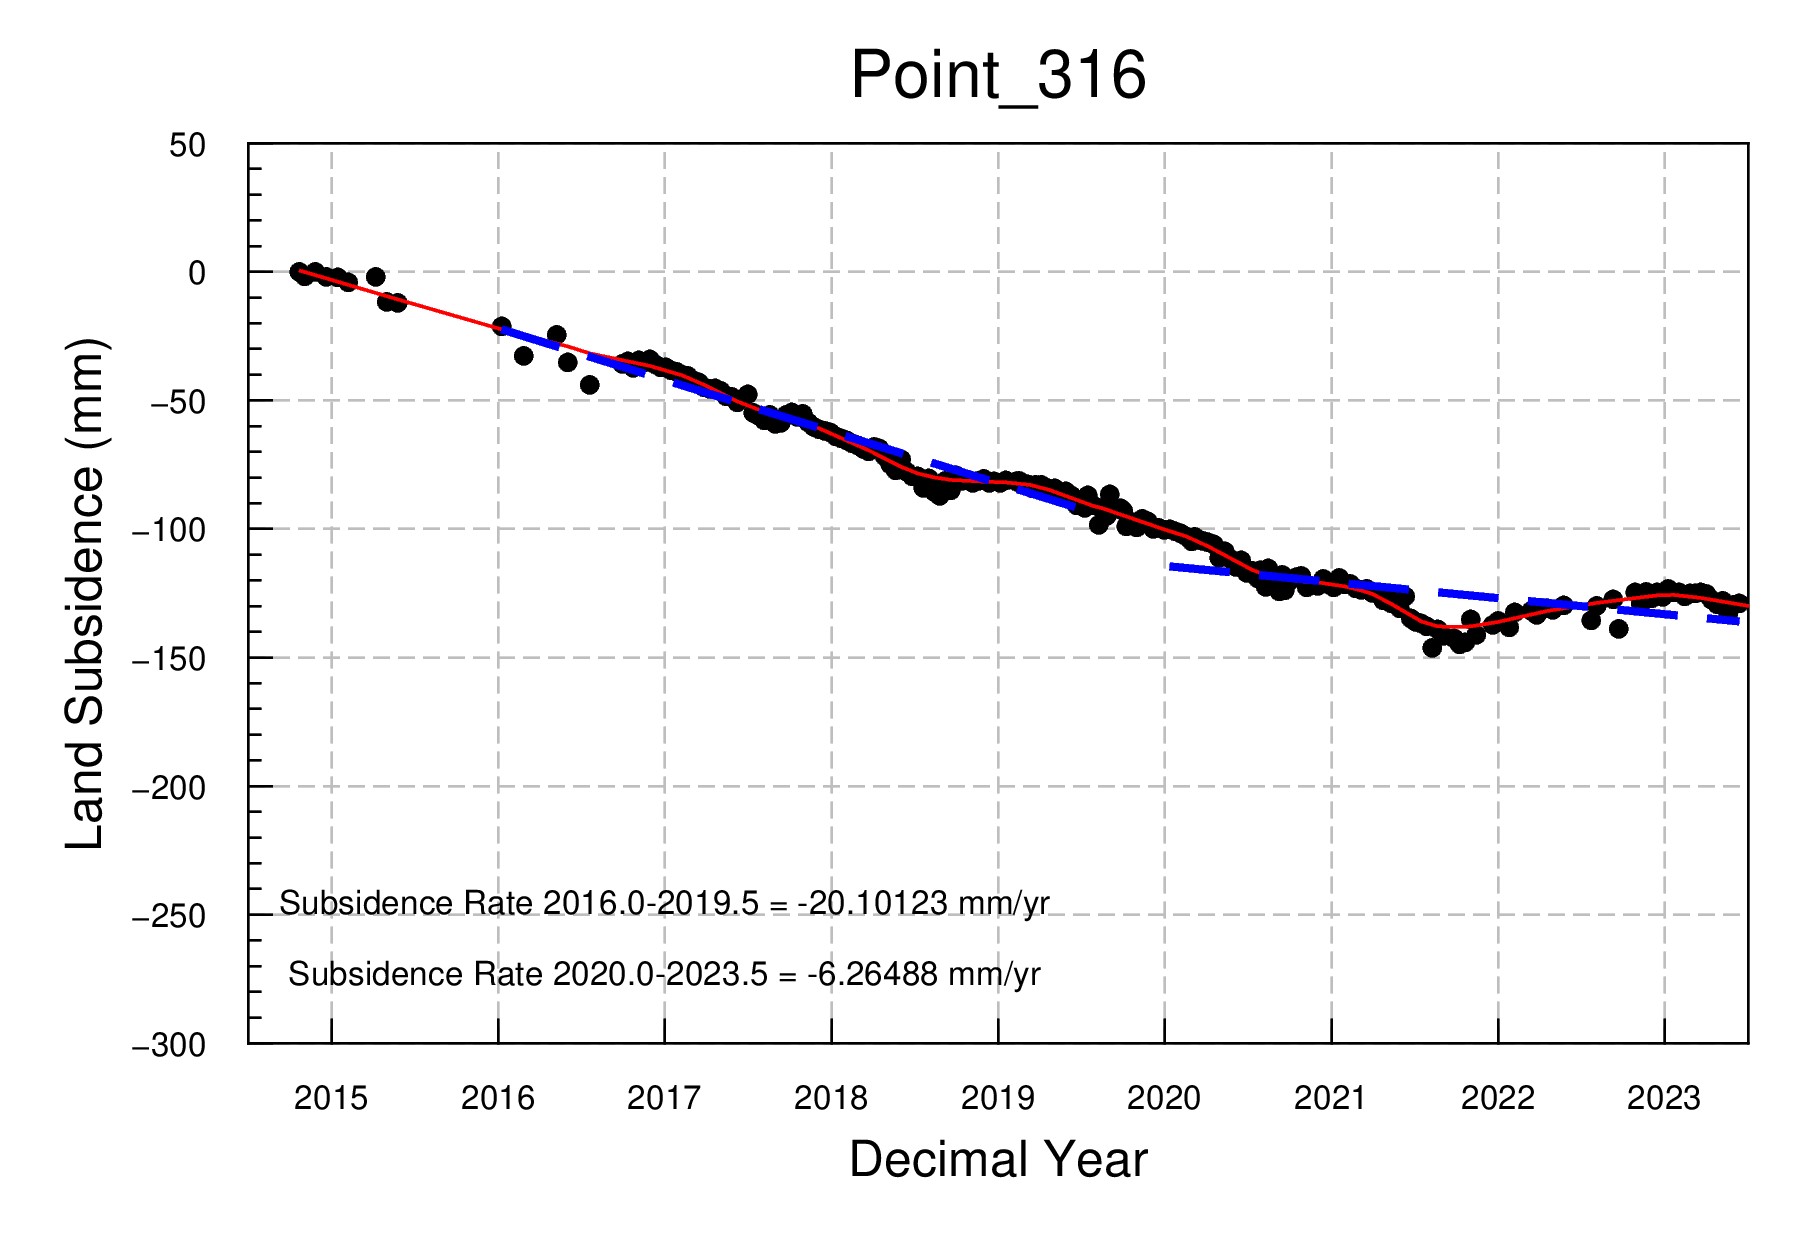 Point_316
50
0
−50
−100
−150
−200
−250
−300
Land Subsidence (mm)
Subsidence Rate 2016.0-2019.5 = -20.10123 mm/yr
Subsidence Rate 2020.0-2023.5 = -6.26488 mm/yr
2015 2016 2017 2018 2019 2020 2021 2022 2023
Decimal Year